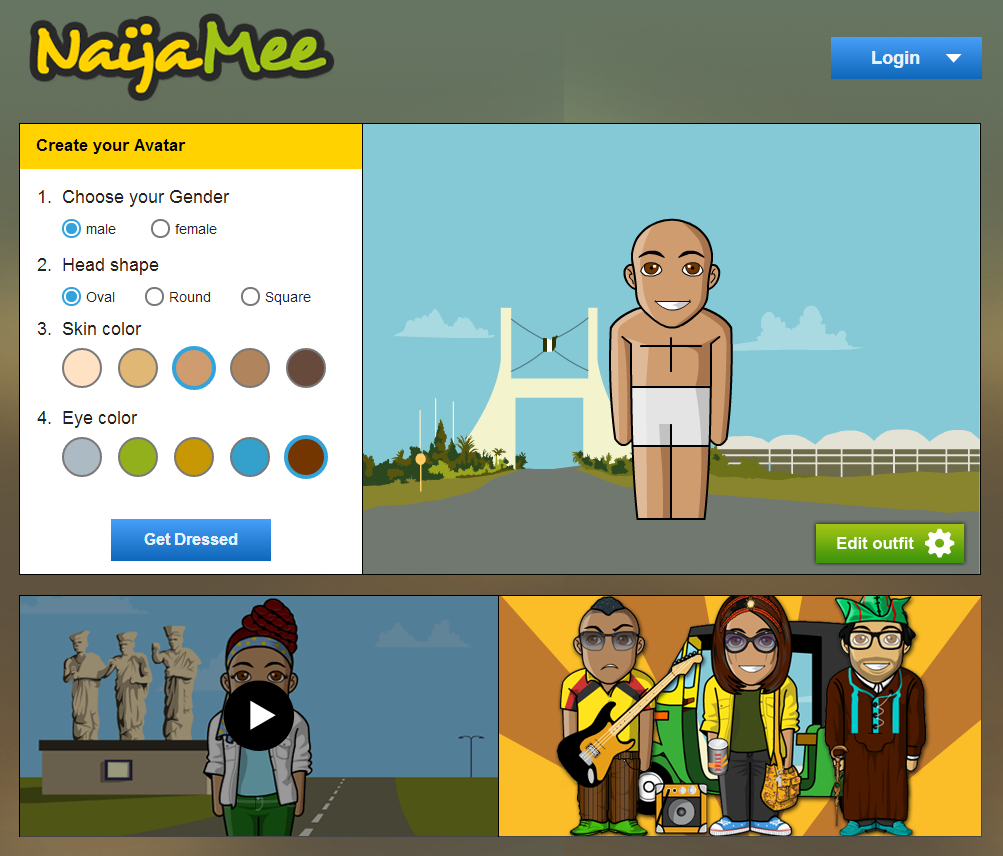 NaijaMee
Login
Create your Avatar
1. Choose your Gender
male female
2. Head shape
Oval Round Square
3. Skin color
4. Eye color
Get Dressed
Edit outfit